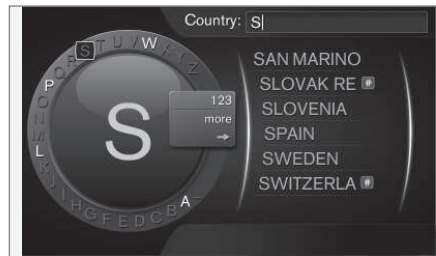 Country: S|
S
123
more
→
SAN MARINO
SLOVAK RE #
SLOVENIA
SPAIN
SWEDEN
SWITZERLA #
A B C D E F G H I J K L M N O P Q R S T U V W X Y Z –